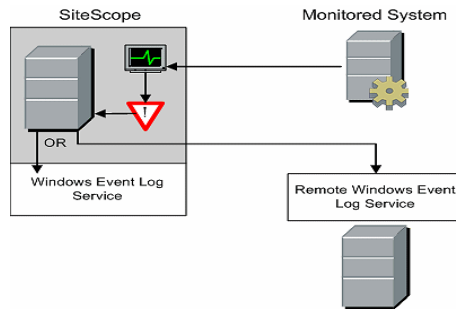 SiteScope
Monitored System
!
OR
Windows Event Log
Service
Remote Windows Event
Log Service